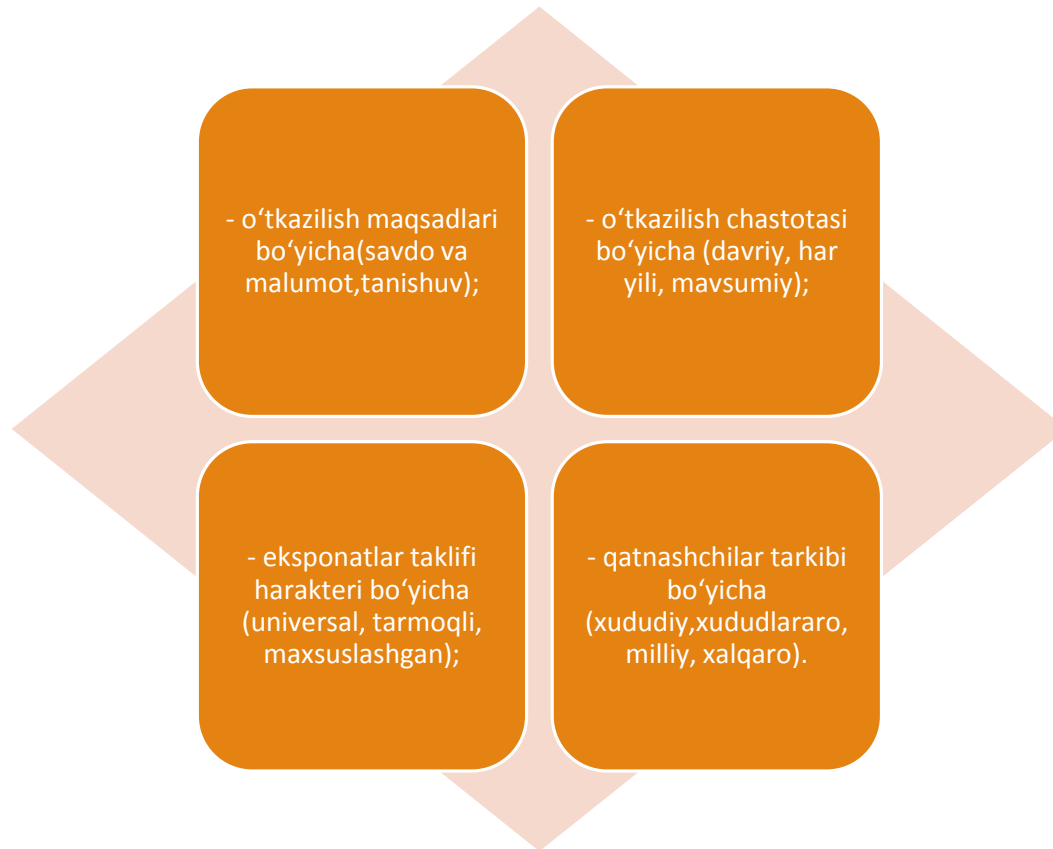 - o‘tkazilish maqsadlari
bo‘yicha(savdo va
malumot,tanishuv);
- o‘tkazilish chastotasi
bo‘yicha (davriy, har
yili, mavsumiy);
- eksponatlar taklifi
harakteri bo‘yicha
(universal, tarmoqli,
maxsuslashgan);
- qatnashchilar tarkibi
bo‘yicha
(xududiy,xududlararo,
milliy, xalqaro).